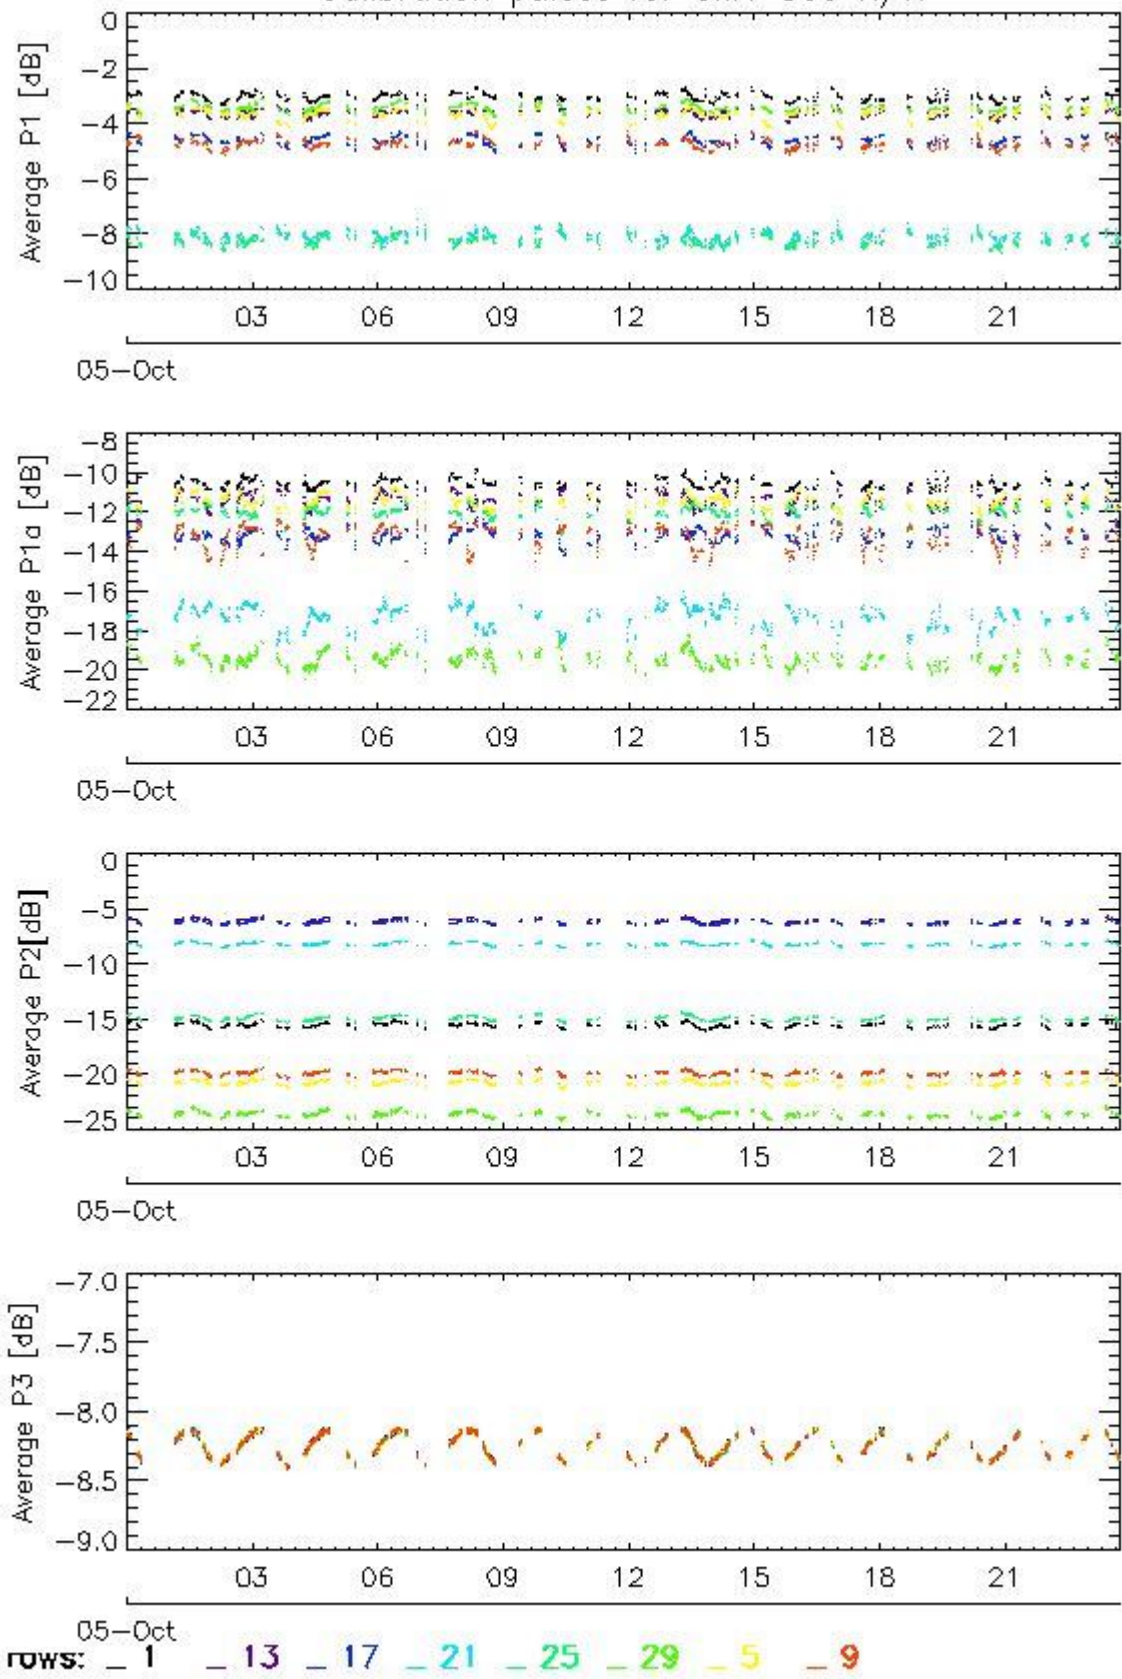 0
−2
−4
−6
−8
−10
Average P1 [dB]
03 06 09 12 15 18 21
05−Oct
−8
−10
−12
−14
−16
−18
−20
−22
Average P1a [dB]
03 06 09 12 15 18 21
05−Oct
0
−5
−10
−15
−20
−25
Average P2[dB]
03 06 09 12 15 18 21
05−Oct
−7.0
−7.5
−8.0
−8.5
−9.0
Average P3 [dB]
03 06 09 12 15 18 21
05−Oct
rows: _ 1 _ 13 _ 17 _ 21 _ 25 _ 29 _ 5 _ 9